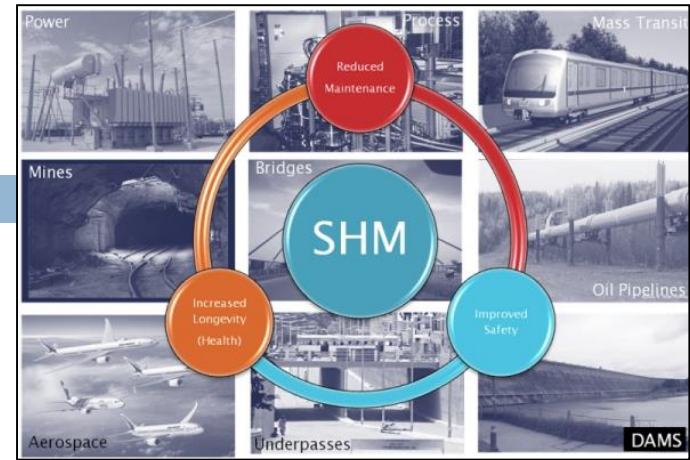 Power
Process
Mass Transit
Reduced
Maintenance
Mines
Bridges
SHM
Oil Pipelines
Increased
Longevity
(Health)
Improved
Safety
Aerospace
Underpasses
DAMS